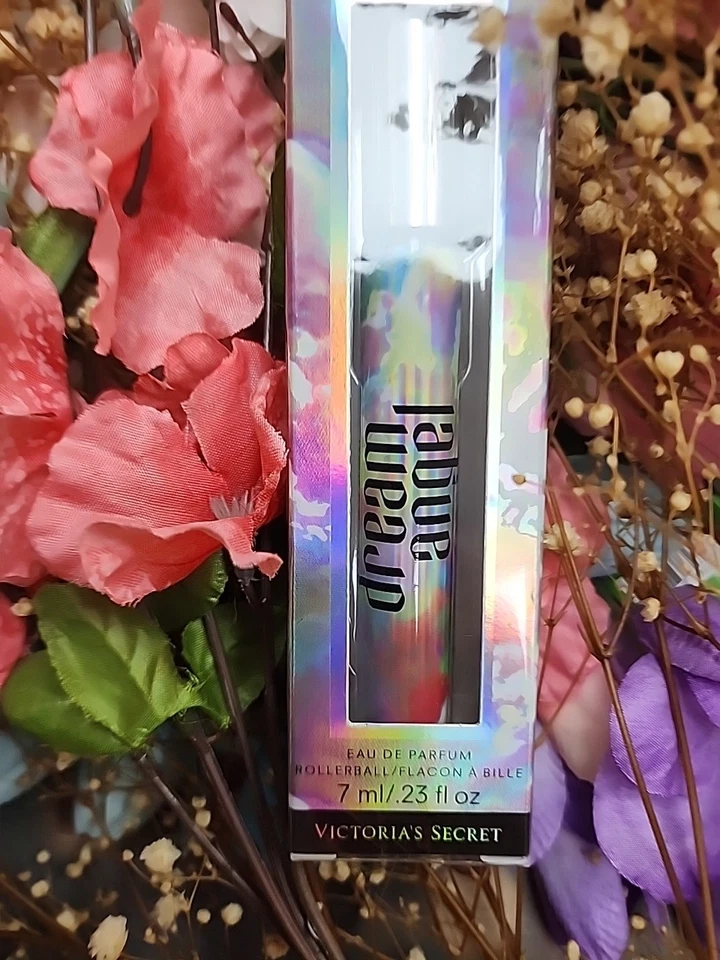 dream
angel
EAU DE PARFUM
ROLLERBALL/FLACON À BILLE
7 ml/.23 fl oz
VICTORIA'S SECRET